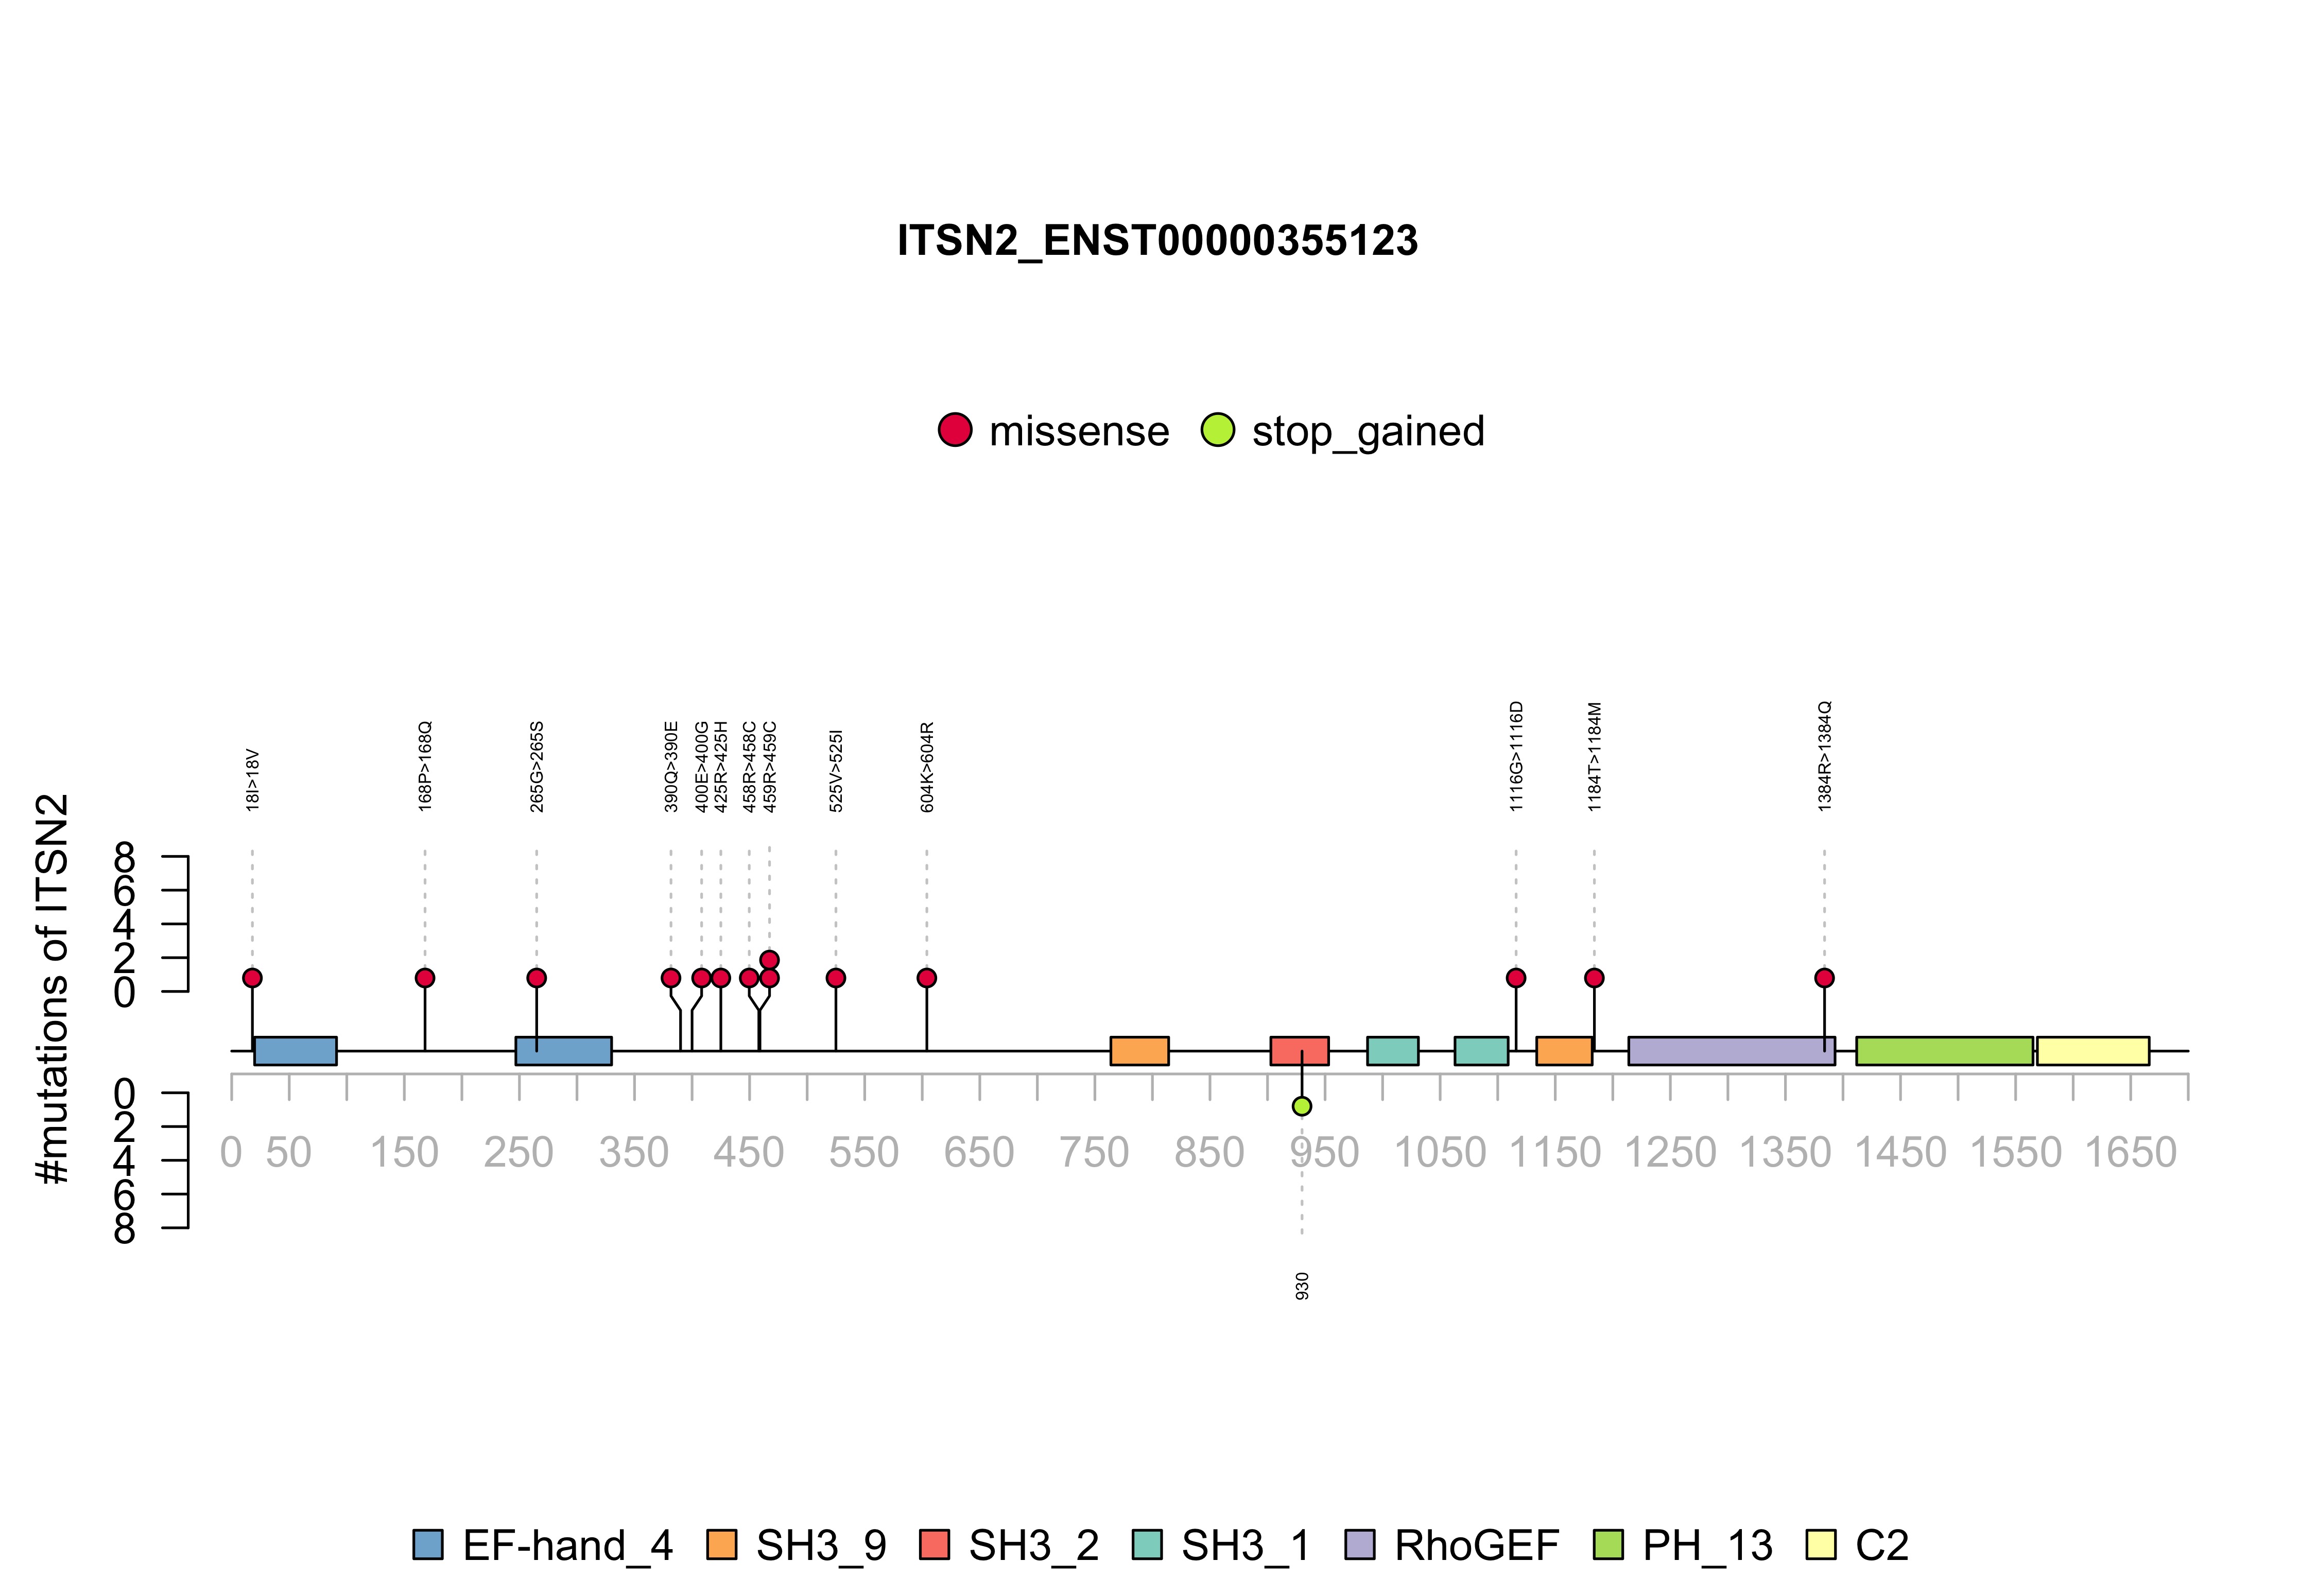 ITSN2_ENST00000355123
missense
stop_gained
18I>18V
168P>168Q
265G>265S
390Q>390E
400E>400G
425R>425H
458R>458C
459R>459C
525V>525I
604K>604R
1116G>1116D
1184T>1184M
1384R>1384Q
#mutations of ITSN2
8
6
4
2
0
0
2
4
6
8
0 50 150 250 350 450 550 650 750 850 950 1050 1150 1250 1350 1450 1550 1650
930
EF-hand_4 SH3_9 SH3_2 SH3_1 RhoGEF PH_13 C2